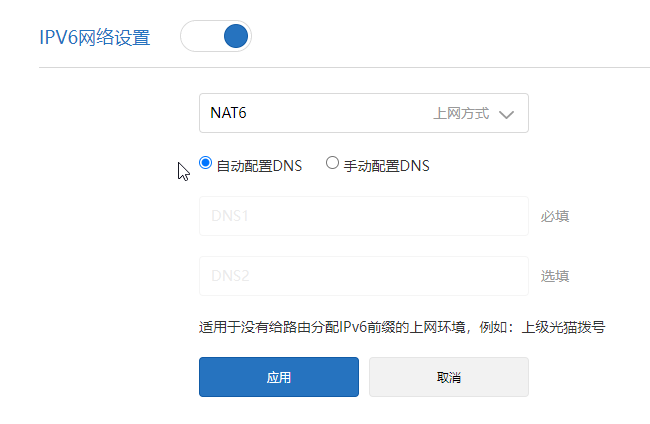 IPV6网络设置
NAT6 上网方式
自动配置DNS 手动配置DNS
DNS1 必填
DNS2 选填
适用于没有给路由分配IPv6前缀的上网环境，例如：上级光猫拨号
应用 取消